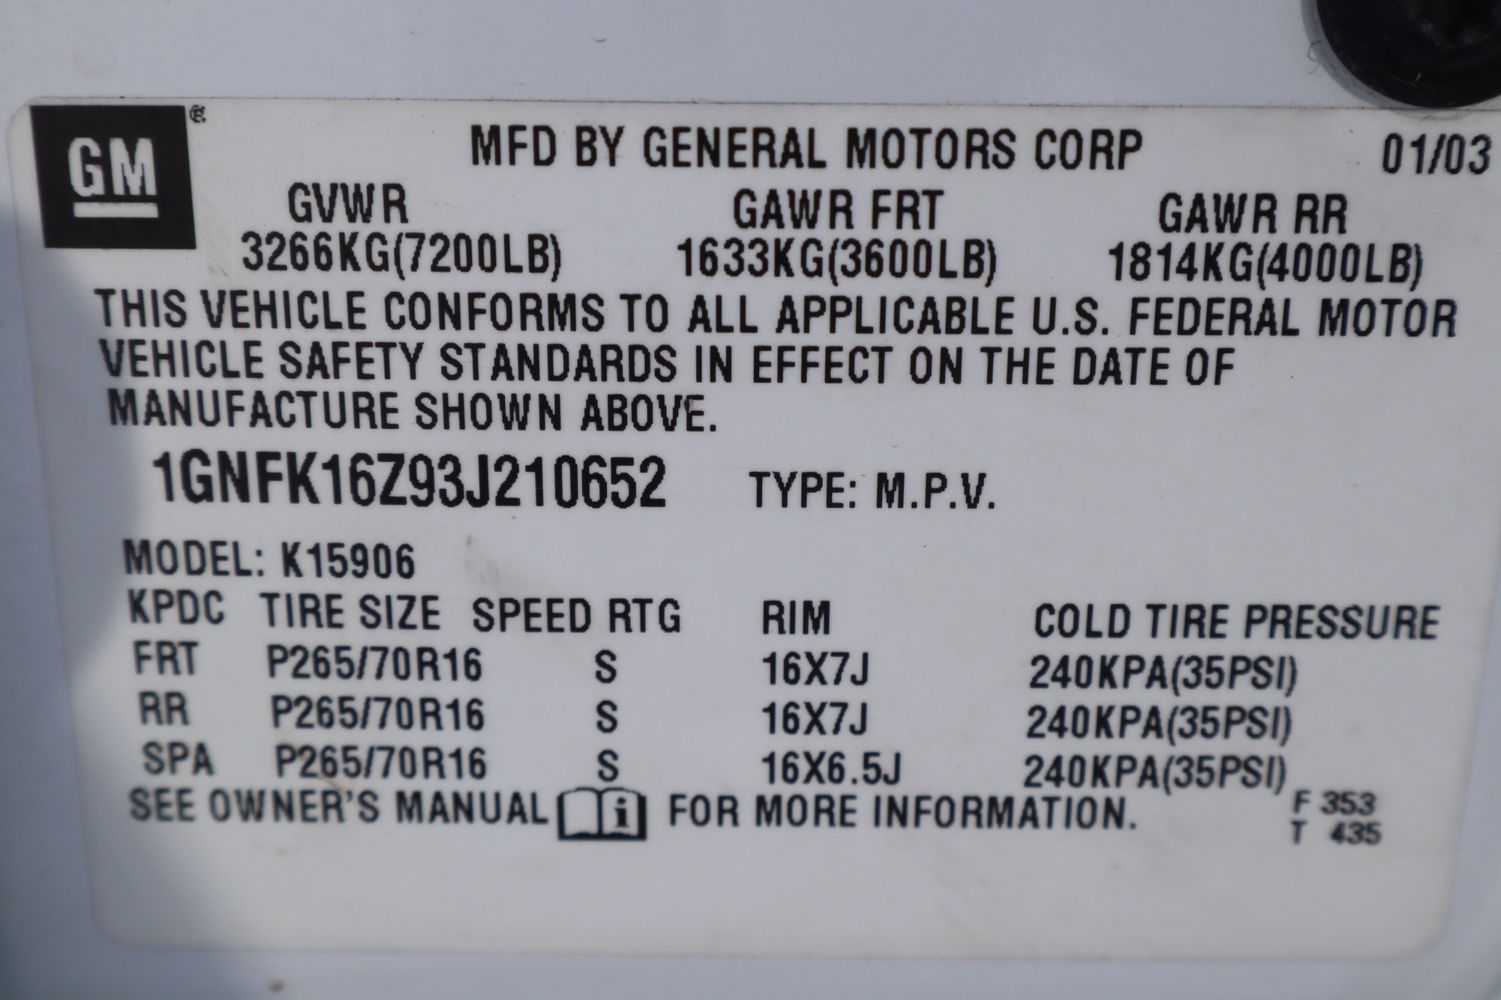 GM
MFD BY GENERAL MOTORS CORP 01/03
GVWR GAWR FRT GAWR RR
3266KG(7200LB) 1633KG(3600LB) 1814KG(4000LB)
THIS VEHICLE CONFORMS TO ALL APPLICABLE U.S. FEDERAL MOTOR
VEHICLE SAFETY STANDARDS IN EFFECT ON THE DATE OF
MANUFACTURE SHOWN ABOVE.
1GNFK16Z93J210652 TYPE: M.P.V.
MODEL: K15906
KPDC TIRE SIZE SPEED RTG RIM COLD TIRE PRESSURE
FRT P265/70R16 S 16X7J 240KPA(35PSI)
RR P265/70R16 S 16X7J 240KPA(35PSI)
SPA P265/70R16 S 16X6.5J 240KPA(35PSI)
SEE OWNER'S MANUAL i FOR MORE INFORMATION.
F 353
T 435